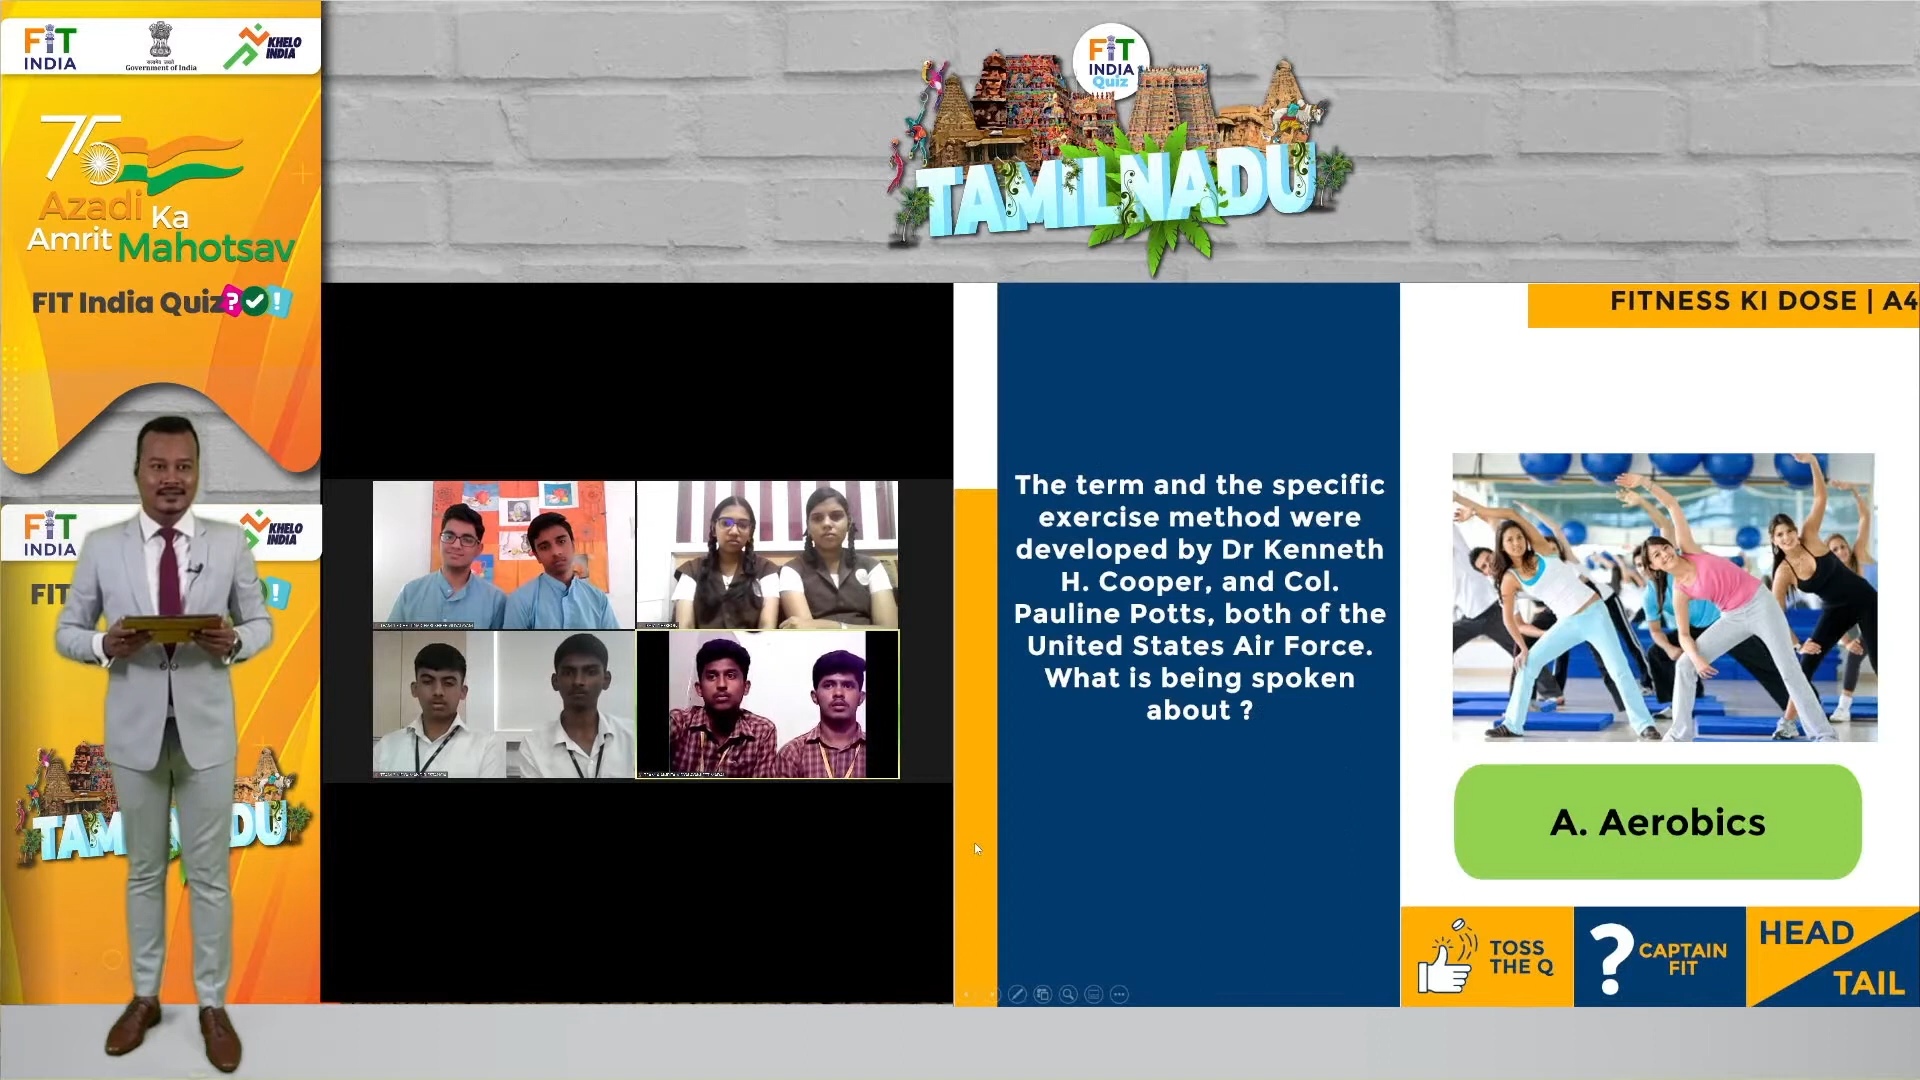 FIT
INDIA
सत्यमेव जयते
Government of India
KHELO
INDIA
75
Azadi Ka
Amrit Mahotsav
FIT India Quiz?!
FIT
INDIA
KHELO
INDIA
FIT
!
TAM
DU
FIT
INDIA
Quiz
TAMILNADU
The term and the specific
exercise method were
developed by Dr Kenneth
H. Cooper, and Col.
Pauline Potts, both of the
United States Air Force.
What is being spoken
about ?
FITNESS KI DOSE | A4
A. Aerobics
TOSS
THE Q
?
CAPTAIN
FIT
HEAD
TAIL